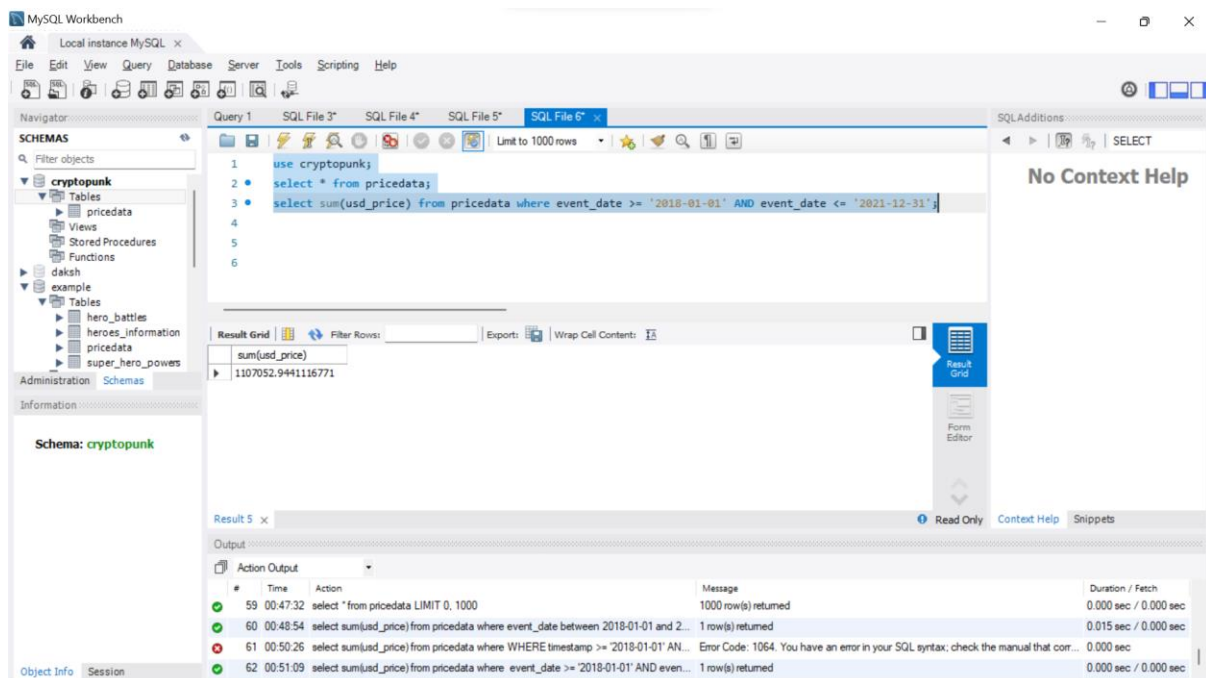 MySQL Workbench
Local instance MySQL
File Edit View Query Database Server Tools Scripting Help
Navigator
SCHEMAS
Filter objects
cryptopunk
Tables
pricedata
Views
Stored Procedures
Functions
daksh
example
Tables
hero_battles
heroes_information
pricedata
super_hero_powers
Administration Schemas
Information
Schema: cryptopunk
Object Info Session
Query 1 SQL File 3* SQL File 4* SQL File 5* SQL File 6*
Limit to 1000 rows
1 use cryptopunk;
2 select * from pricedata;
3 select sum(usd_price) from pricedata where event_date >= '2018-01-01' AND event_date <= '2021-12-31';
4
5
6
Result Grid Filter Rows: Export: Wrap Cell Content:
sum(usd_price)
1107052.9441116771
Result Grid
Form Editor
Result 5
Read Only
SQLAdditions
SELECT
No Context Help
Context Help Snippets
Output
Action Output
# Time Action Message Duration / Fetch
59 00:47:32 select * from pricedata LIMIT 0, 1000 1000 row(s) returned 0.000 sec / 0.000 sec
60 00:48:54 select sum(usd_price) from pricedata where event_date between 2018-01-01 and 2... 1 row(s) returned 0.015 sec / 0.000 sec
61 00:50:26 select sum(usd_price) from pricedata where WHERE timestamp >= '2018-01-01' AN... Error Code: 1064. You have an error in your SQL syntax; check the manual that corr... 0.000 sec
62 00:51:09 select sum(usd_price) from pricedata where event_date >= '2018-01-01' AND even... 1 row(s) returned 0.000 sec / 0.000 sec